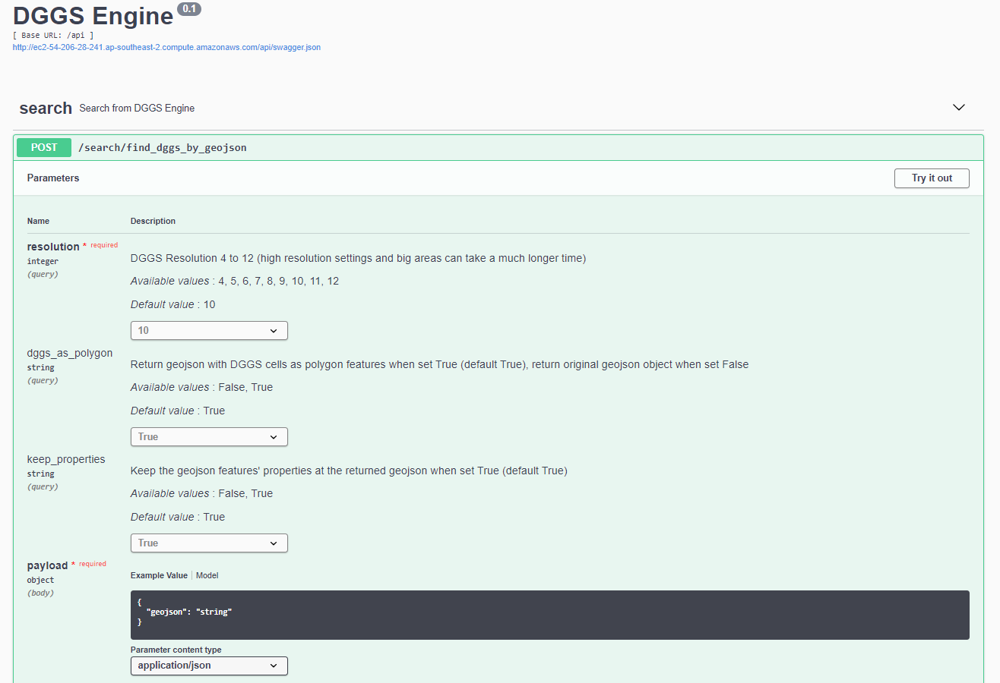 DGGS Engine 0.1
[ Base URL: /api ]
http://ec2-54-206-28-241.ap-southeast-2.compute.amazonaws.com/api/swagger.json
search Search from DGGS Engine
POST /search/find_dggs_by_geojson
Parameters Try it out
Name Description
resolution * required
integer
(query)
DGGS Resolution 4 to 12 (high resolution settings and big areas can take a much longer time)
Available values : 4, 5, 6, 7, 8, 9, 10, 11, 12
Default value : 10
10
dggs_as_polygon
string
(query)
Return geojson with DGGS cells as polygon features when set True (default True), return original geojson object when set False
Available values : False, True
Default value : True
True
keep_properties
string
(query)
Keep the geojson features' properties at the returned geojson when set True (default True)
Available values : False, True
Default value : True
True
payload * required
object
(body)
Example Value Model
{
"geojson": "string"
}
Parameter content type
application/json